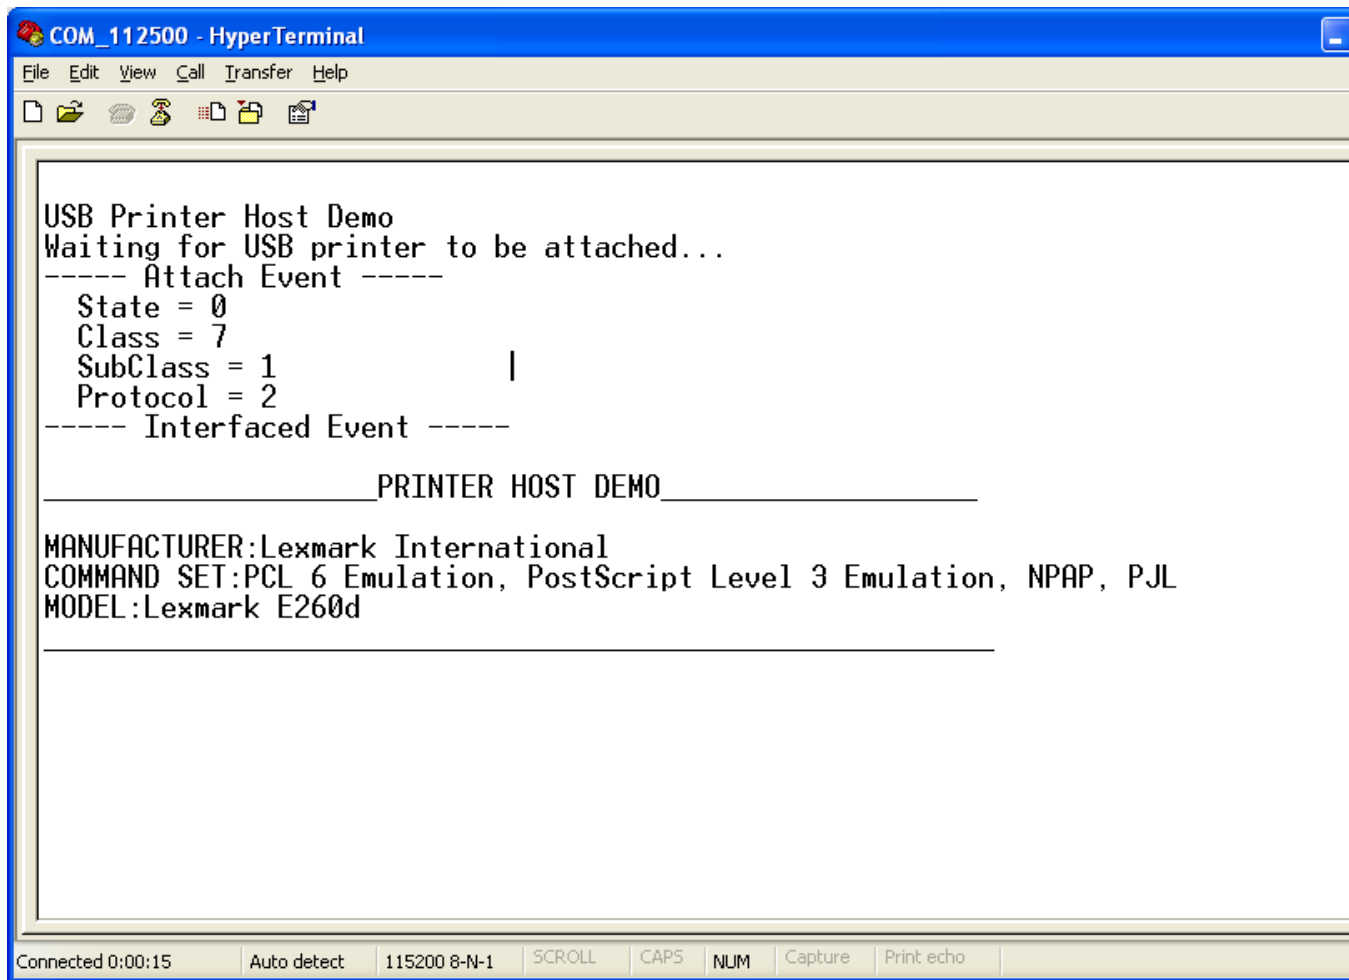 COM_112500 - HyperTerminal
File Edit View Call Transfer Help
USB Printer Host Demo
Waiting for USB printer to be attached...
----- Attach Event -----
State = 0
Class = 7
SubClass = 1
Protocol = 2
----- Interfaced Event -----
____________________PRINTER HOST DEMO___________________
MANUFACTURER:Lexmark International
COMMAND SET:PCL 6 Emulation, PostScript Level 3 Emulation, NPAP, PJL
MODEL:Lexmark E260d
_________________________________________________________
Connected 0:00:15 Auto detect 115200 8-N-1 SCROLL CAPS NUM Capture Print echo